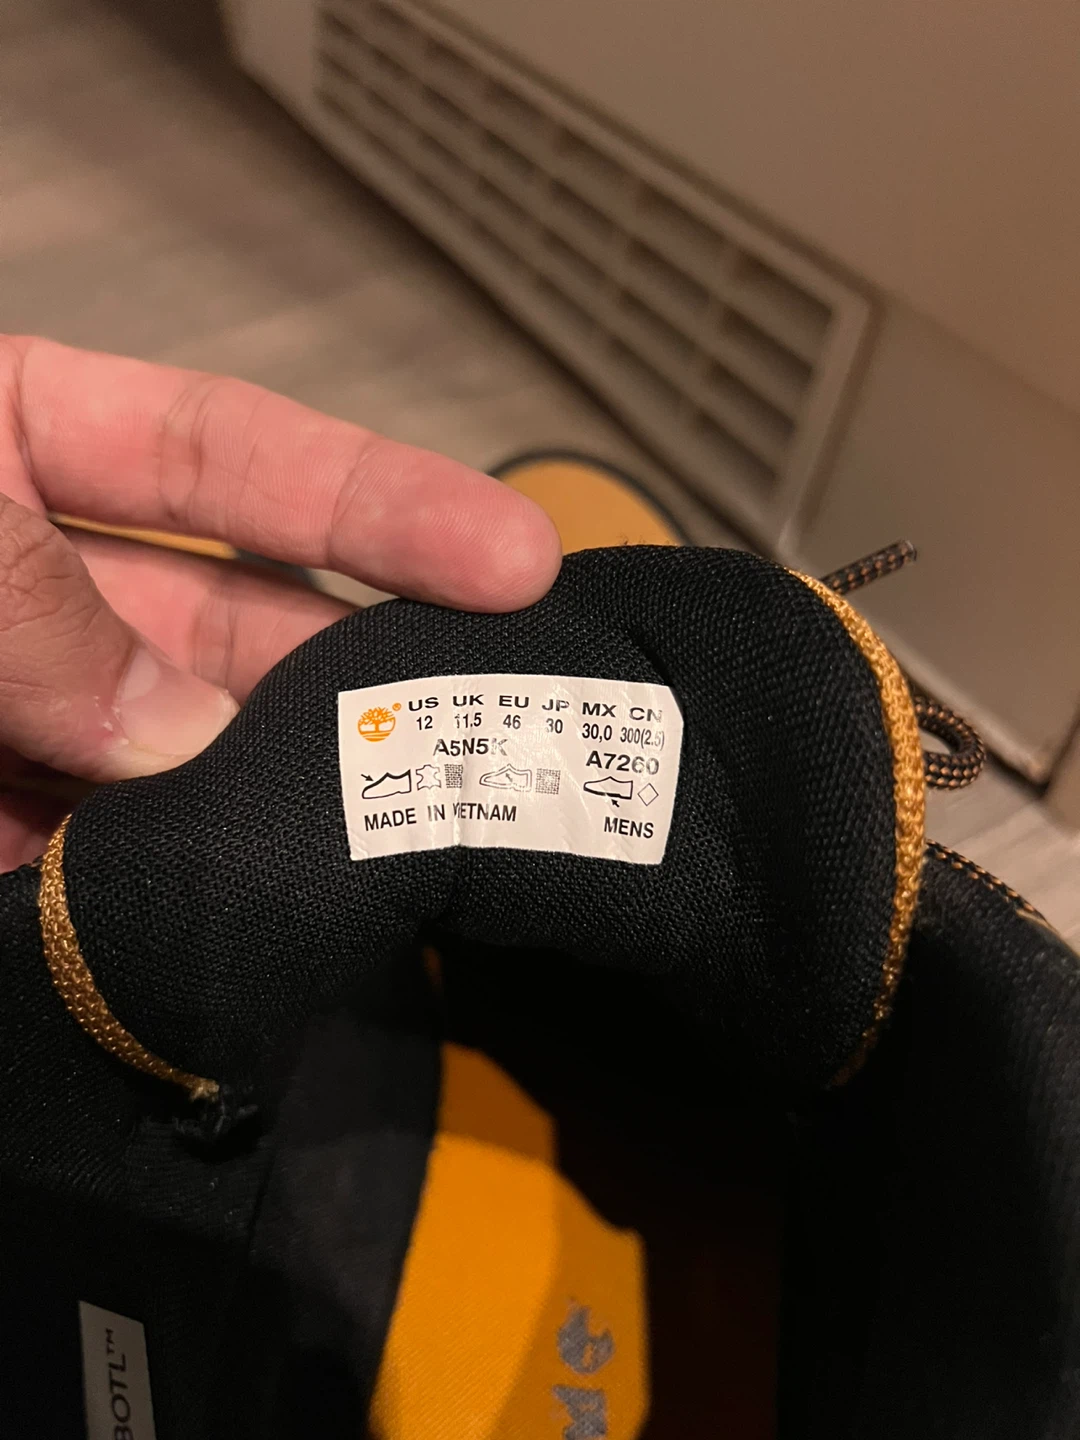 ® US UK EU JP MX CN
12 11.5 46 30 30,0 300(2.5)
A5N5K A7260
MADE IN VIETNAM MENS
BOTL™